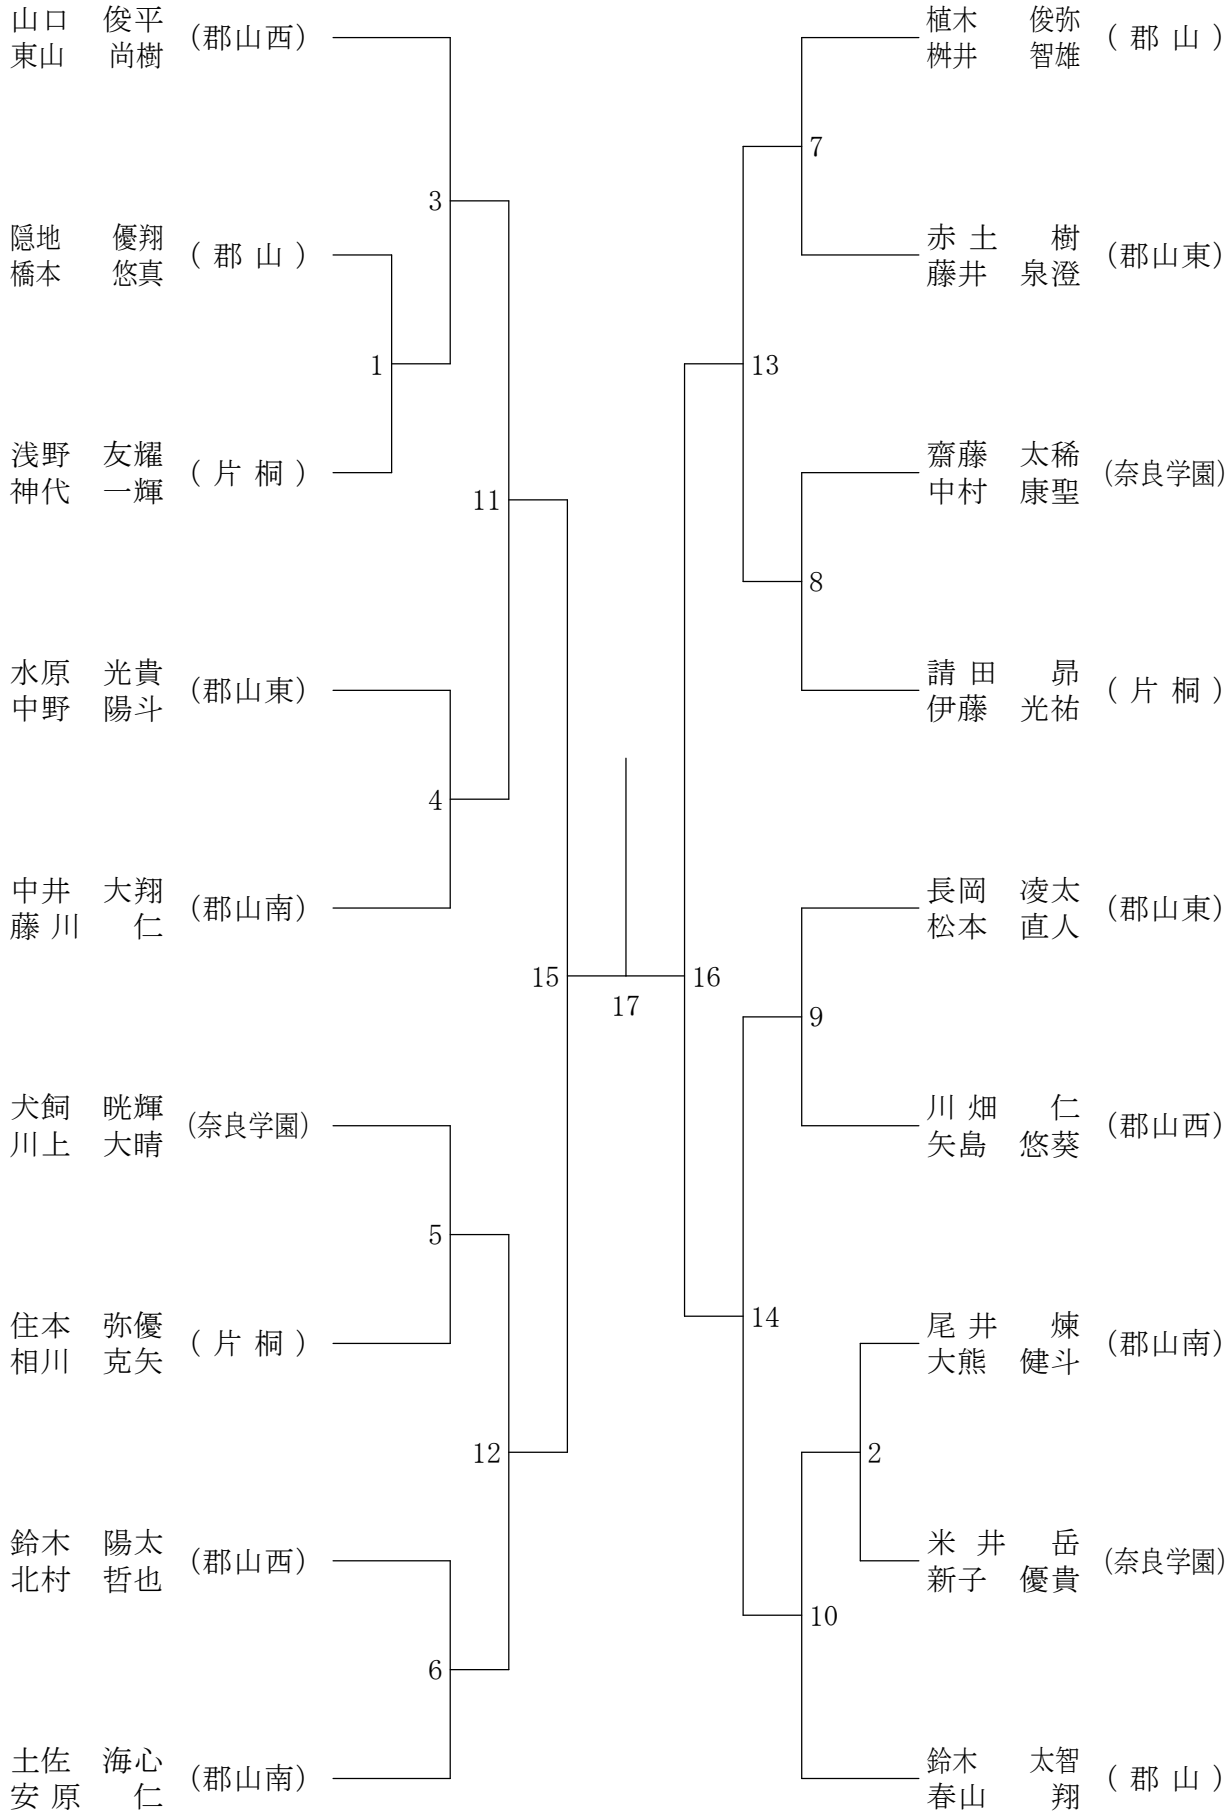 山口 俊平
東山 尚樹
(郡山西)
隠地 優翔
橋本 悠真
(郡山)
浅野 友耀
神代 一輝
(片桐)
水原 光貴
中野 陽斗
(郡山東)
中井 大翔
藤川 仁
(郡山南)
犬飼 晄輝
川上 大晴
(奈良学園)
住本 弥優
相川 克矢
(片桐)
鈴木 陽太
北村 哲也
(郡山西)
土佐 海心
安原 仁
(郡山南)
3
1
11
4
15
5
12
6
17
7
13
8
16
9
14
2
10
植木 俊弥
桝井 智雄
(郡山)
赤土 樹
藤井 泉澄
(郡山東)
齋藤 太稀
中村 康聖
(奈良学園)
請田 昴
伊藤 光祐
(片桐)
長岡 凌太
松本 直人
(郡山東)
川畑 仁
矢島 悠葵
(郡山西)
尾井 煉
大熊 健斗
(郡山南)
米井 岳
新子 優貴
(奈良学園)
鈴木 太智
春山 翔
(郡山)